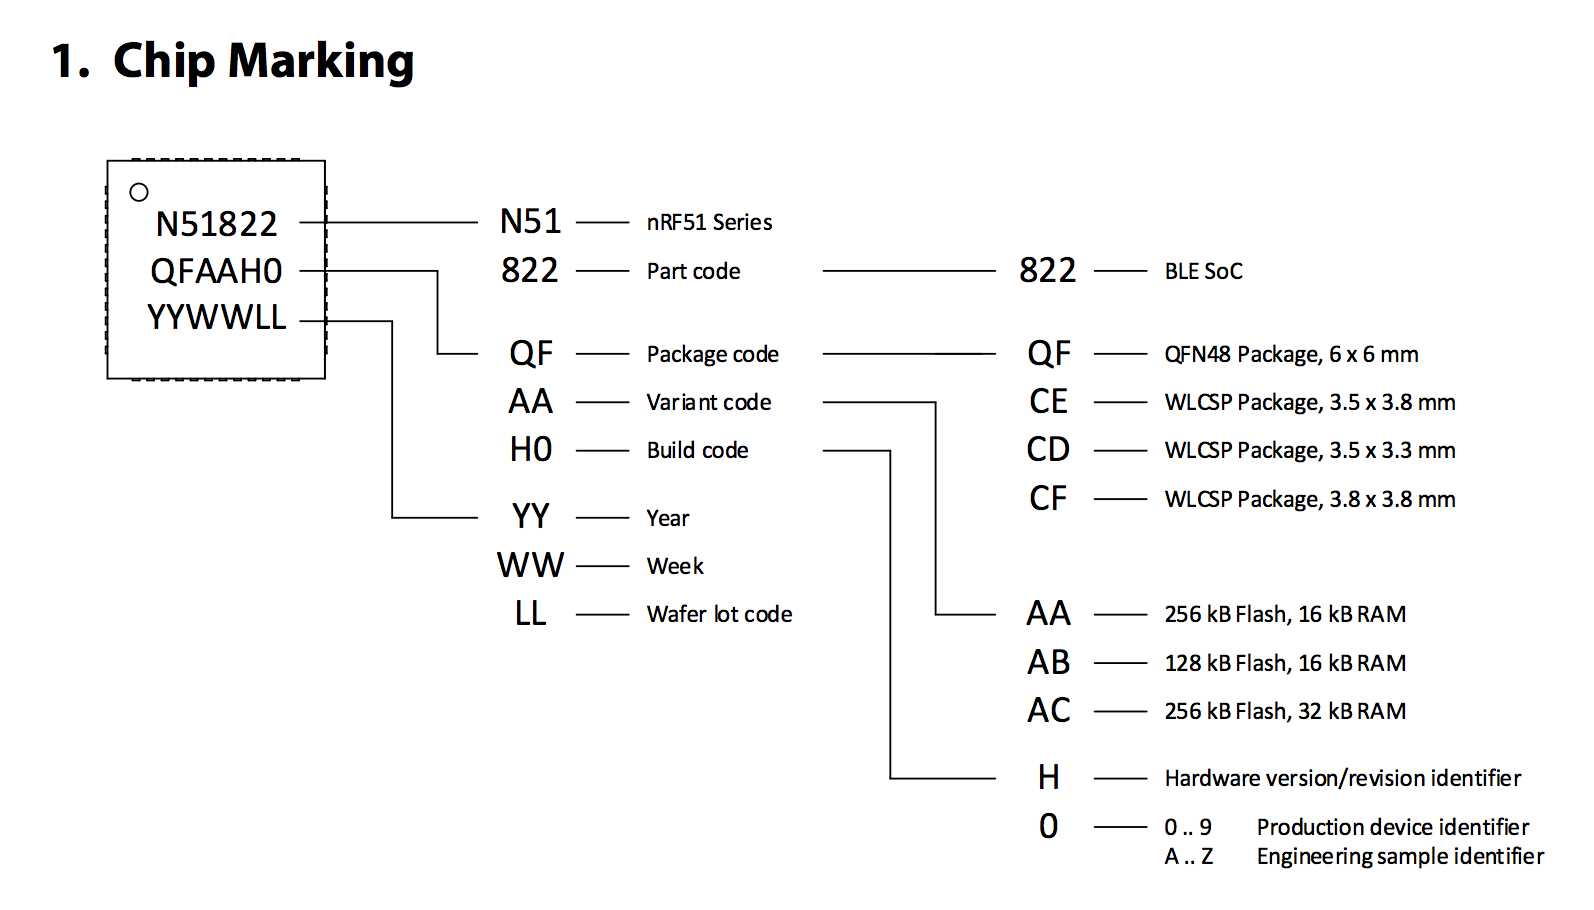 1. Chip Marking
N51822
QFAAH0
YYWWLL
N51 nRF51 Series
822 Part code 822 BLE SoC
QF Package code QF QFN48 Package, 6 x 6 mm
AA Variant code CE WLCSP Package, 3.5 x 3.8 mm
H0 Build code CD WLCSP Package, 3.5 x 3.3 mm
CF WLCSP Package, 3.8 x 3.8 mm
YY Year
WW Week
LL Wafer lot code AA 256 kB Flash, 16 kB RAM
AB 128 kB Flash, 16 kB RAM
AC 256 kB Flash, 32 kB RAM
H Hardware version/revision identifier
0 0 .. 9 Production device identifier
A .. Z Engineering sample identifier